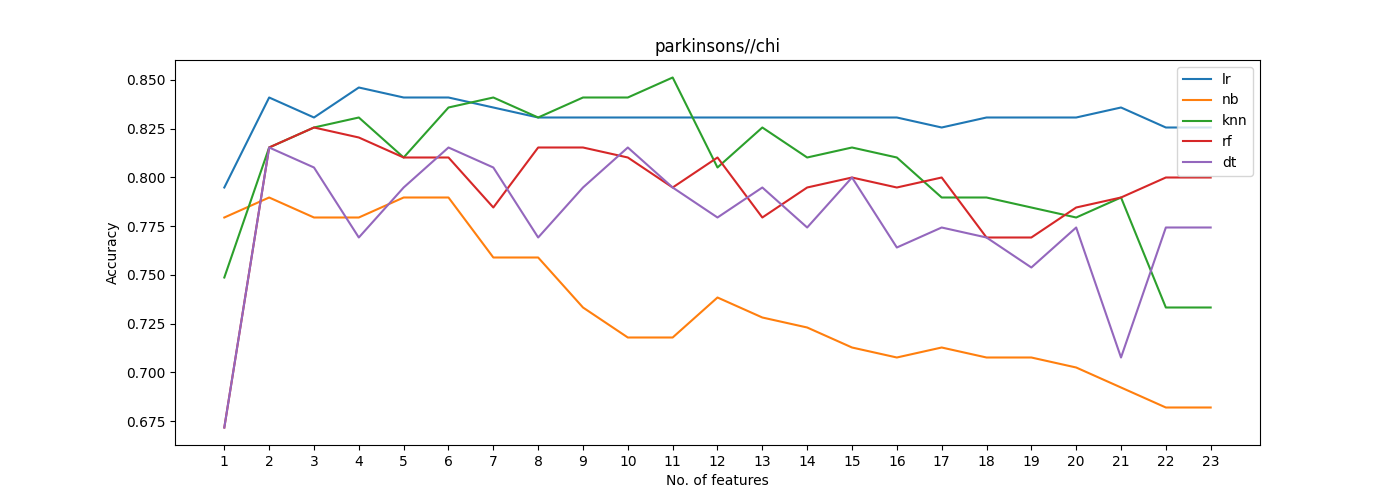 parkinsons//chi
Accuracy
0.850
0.825
0.800
0.775
0.750
0.725
0.700
0.675
lr
nb
knn
rf
dt
1 2 3 4 5 6 7 8 9 10 11 12 13 14 15 16 17 18 19 20 21 22 23
No. of features